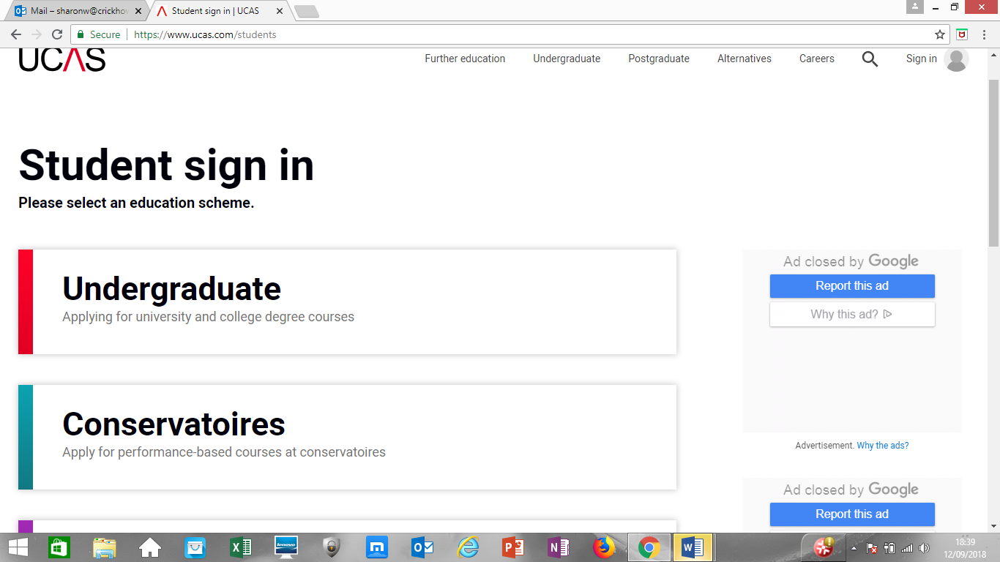 Mail – sharonw@crickhow
Student sign in | UCAS
Secure
https://www.ucas.com/students
UCAS
Further education
Undergraduate
Postgraduate
Alternatives
Careers
Sign in
Student sign in
Please select an education scheme.
Undergraduate
Applying for university and college degree courses
Conservatoires
Apply for performance-based courses at conservatoires
Ad closed by Google
Report this ad
Why this ad?
Advertisement. Why the ads?
Ad closed by Google
Report this ad
lenovo
18:39
12/09/2018